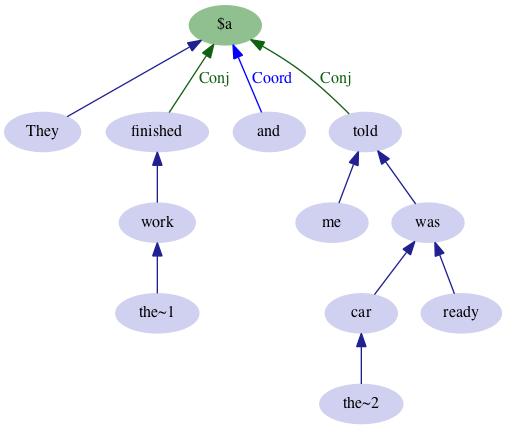 $a
Conj Coord Conj
They finished and told
work me was
the~1 car ready
the~2